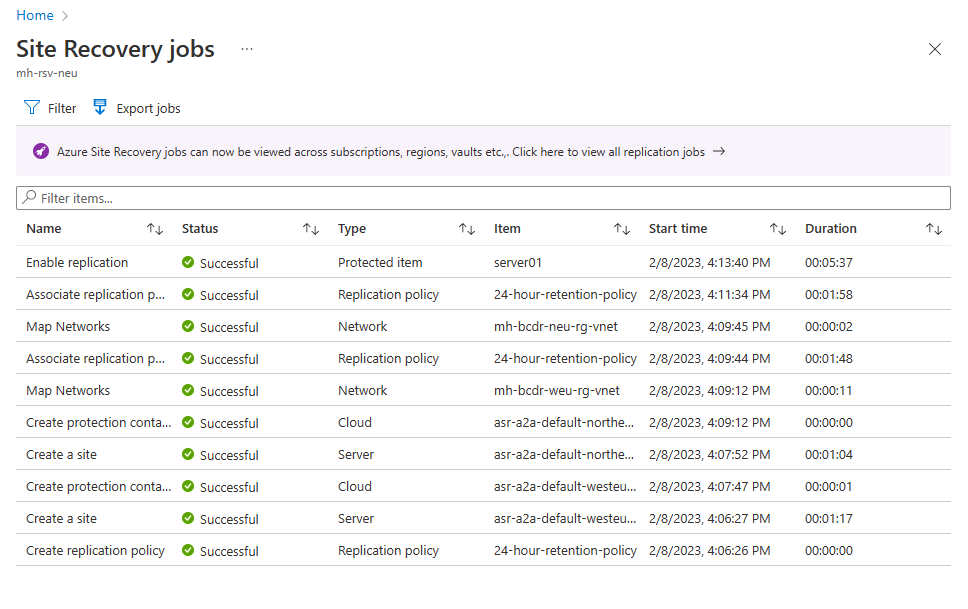 Home
Site Recovery jobs ...
mh-rsv-neu
Filter Export jobs
Azure Site Recovery jobs can now be viewed across subscriptions, regions, vaults etc.,. Click here to view all replication jobs →
Filter items...
Name Status Type Item Start time Duration
Enable replication Successful Protected item server01 2/8/2023, 4:13:40 PM 00:05:37
Associate replication p... Successful Replication policy 24-hour-retention-policy 2/8/2023, 4:11:34 PM 00:01:58
Map Networks Successful Network mh-bcdr-neu-rg-vnet 2/8/2023, 4:09:45 PM 00:00:02
Associate replication p... Successful Replication policy 24-hour-retention-policy 2/8/2023, 4:09:44 PM 00:01:48
Map Networks Successful Network mh-bcdr-weu-rg-vnet 2/8/2023, 4:09:12 PM 00:00:11
Create protection conta... Successful Cloud asr-a2a-default-northe... 2/8/2023, 4:09:12 PM 00:00:00
Create a site Successful Server asr-a2a-default-northe... 2/8/2023, 4:07:52 PM 00:01:04
Create protection conta... Successful Cloud asr-a2a-default-westeu... 2/8/2023, 4:07:47 PM 00:00:01
Create a site Successful Server asr-a2a-default-westeu... 2/8/2023, 4:06:27 PM 00:01:17
Create replication policy Successful Replication policy 24-hour-retention-policy 2/8/2023, 4:06:26 PM 00:00:00